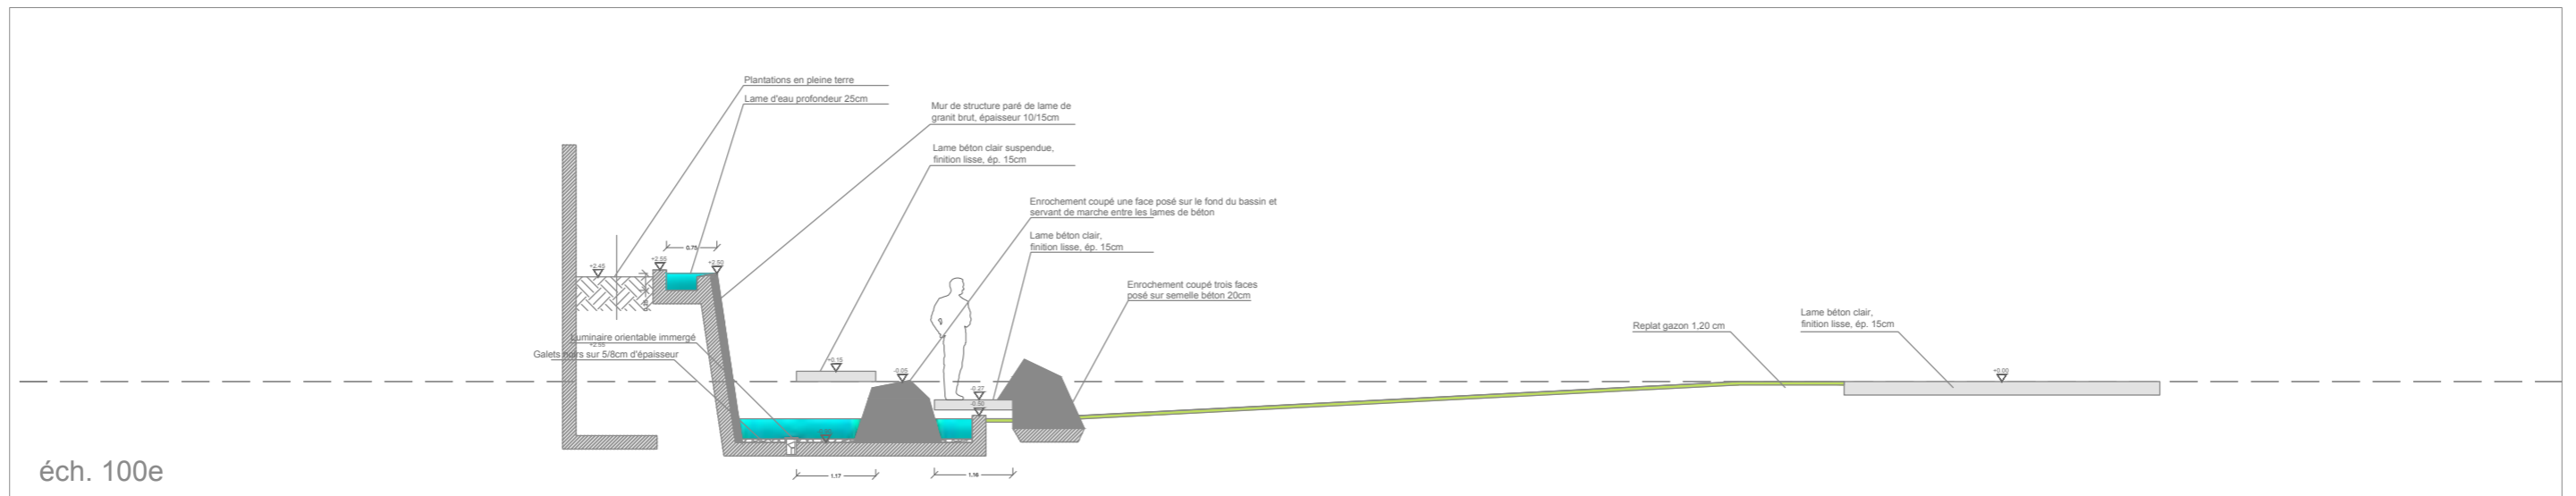 Plantations en pleine terre
Lame d'eau profondeur 25cm
Mur de structure paré de lame de
granit brut, épaisseur 10/15cm
Lame béton clair suspendue,
finition lisse, ép. 15cm
Enrochement coupé une face posé sur le fond du bassin et
servant de marche entre les lames de béton
Lame béton clair,
finition lisse, ép. 15cm
0.75
+2.45
+2.55
+2.50
Enrochement coupé trois faces
posé sur semelle béton 20cm
Lame béton clair,
finition lisse, ép. 15cm
Replat gazon 1,20 cm
Luminaire orientable immergé
+2.55
Galets noirs sur 5/8cm d'épaisseur
+0.15
-0.05
+0.00
-0.27
-0.50
1.17
1.16
éch. 100e